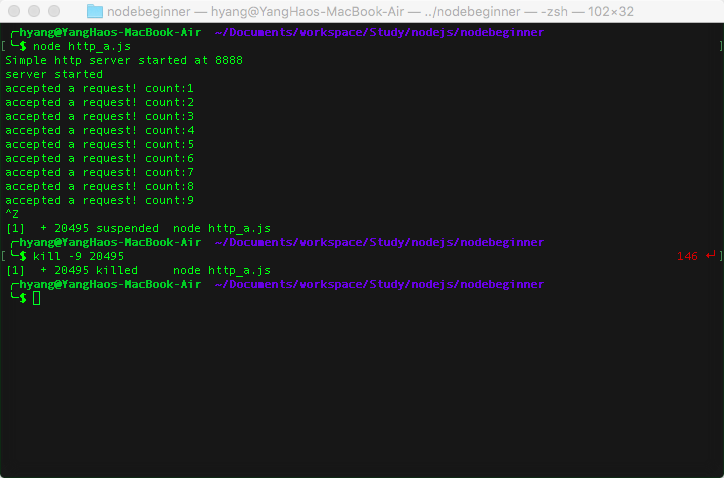 nodebeginner — hyang@YangHaos-MacBook-Air — ../nodebeginner — -zsh — 102×32
╭hyang@YangHaos-MacBook-Air  ~/Documents/workspace/Study/nodejs/nodebeginner
[ ╰$ node http_a.js ]
Simple http server started at 8888
server started
accepted a request! count:1
accepted a request! count:2
accepted a request! count:3
accepted a request! count:4
accepted a request! count:5
accepted a request! count:6
accepted a request! count:7
accepted a request! count:8
accepted a request! count:9
^Z
[1]  + 20495 suspended  node http_a.js
╭hyang@YangHaos-MacBook-Air  ~/Documents/workspace/Study/nodejs/nodebeginner
[ ╰$ kill -9 20495 146 ↵ ]
[1]  + 20495 killed     node http_a.js
╭hyang@YangHaos-MacBook-Air  ~/Documents/workspace/Study/nodejs/nodebeginner
╰$